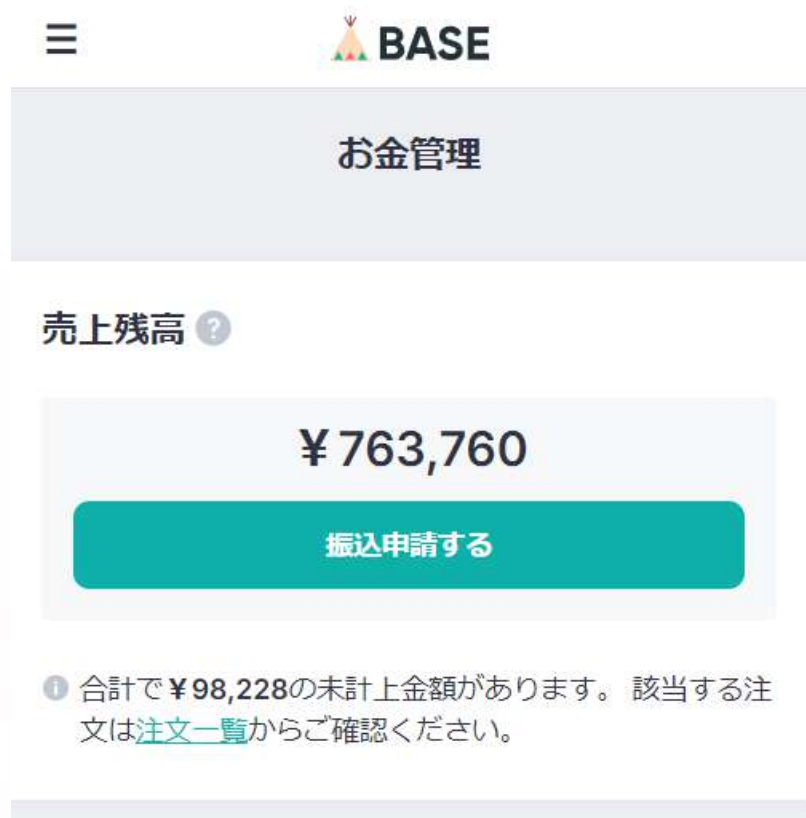 BASE
お金管理
売上残高 ?
¥763,760
振込申請する
合計で¥98,228の未計上金額があります。 該当する注
文は注文一覧からご確認ください。